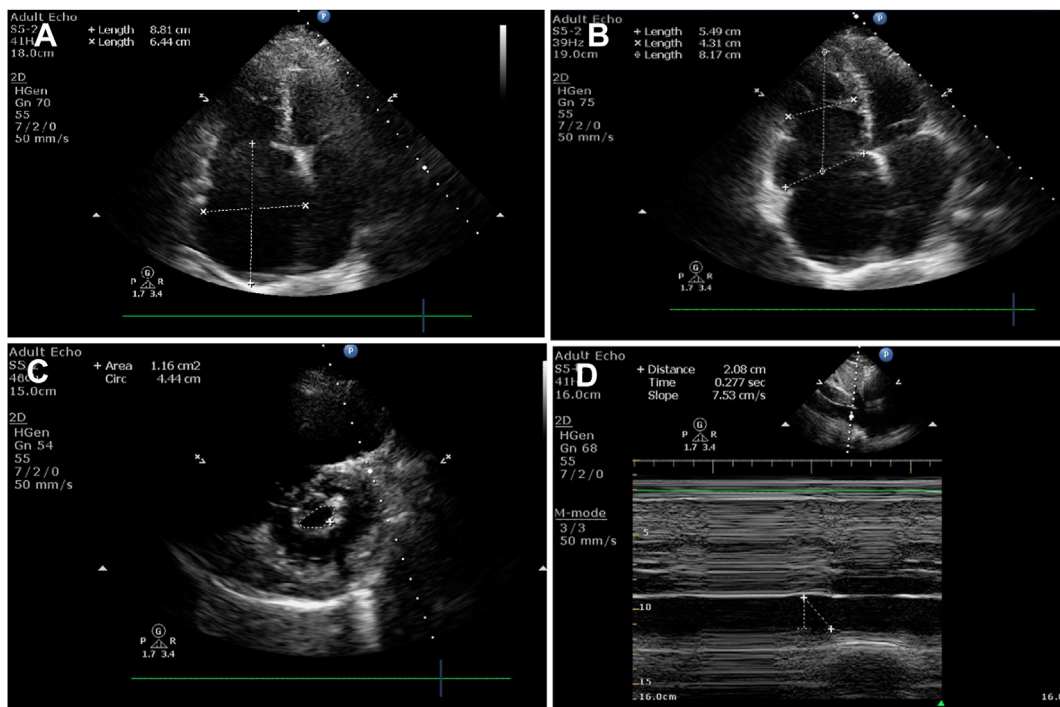 Adult Echo
S5-2
41H
18.0cm
A
P
+ Length 8.81 cm
× Length 6.44 cm
2D
HGen
Gn 70
55
7/2/0
50 mm/s
G
P R
1.7 3.4
Adult Echo
S5-2
39Hz
19.0cm
B
P
+ Length 5.49 cm
× Length 4.31 cm
Length 8.17 cm
2D
HGen
Gn 75
55
7/2/0
50 mm/s
G
P R
1.7 3.4
Adult Echo
15.0cm
C
P
+ Area 1.16 cm2
Circ 4.44 cm
2D
HGen
Gn 54
55
7/2/0
50 mm/s
G
P R
1.7 3.4
Adult Echo
41H
16.0cm
D
P
+ Distance 2.08 cm
Time 0.277 sec
Slope 7.53 cm/s
G
P R
1.7 3.4
2D
HGen
Gn 68
55
7/2/0
M-mode
3/3
50 mm/s
5
10
15
16.0cm
16.0